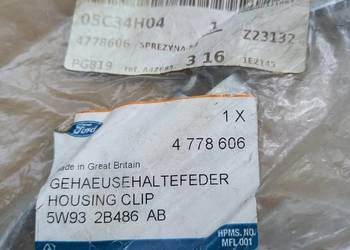 05C34H04 1
4778606 SPREZYNA Z23132
PG819 3 16 1E2145
Ford
1 X
4 778 606
made in Great Britain
GEHAEUSEHALTEFEDER
HOUSING CLIP
5W93 2B486 AB
HPMS. NO.
MFL001